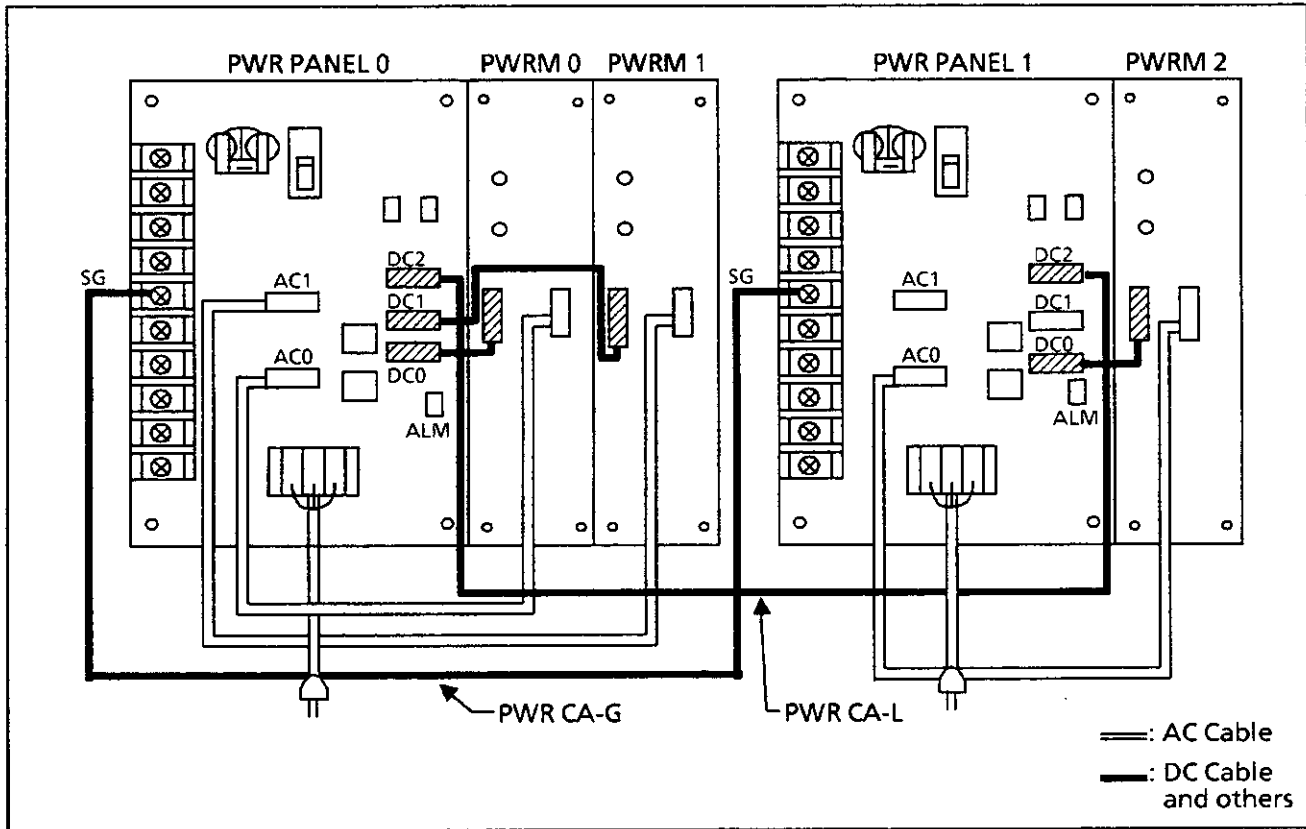 PWR PANEL 0
PWRM 0
PWRM 1
PWR PANEL 1
PWRM 2
SG
AC1
AC0
DC2
DC1
DC0
ALM
SG
AC1
AC0
DC2
DC1
DC0
ALM
PWR CA-G
PWR CA-L
: AC Cable
: DC Cable
and others